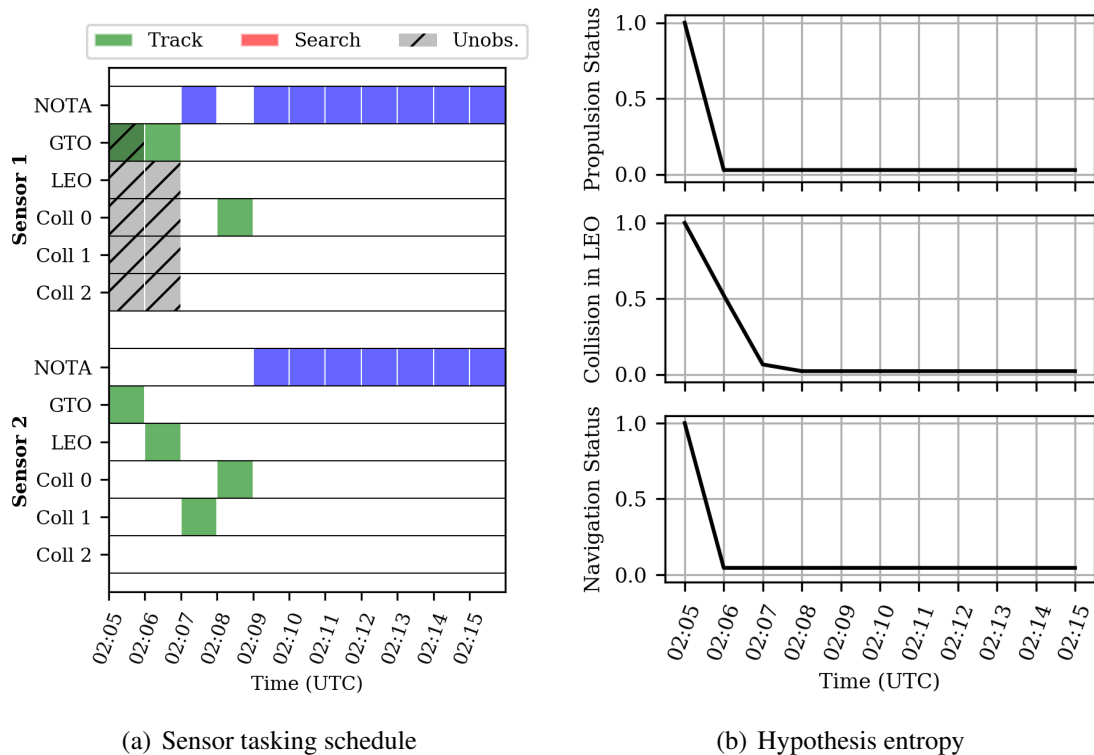 Track Search Unobs.
Sensor 1
NOTA
GTO
LEO
Coll 0
Coll 1
Coll 2
Sensor 2
NOTA
GTO
LEO
Coll 0
Coll 1
Coll 2
02:05 02:06 02:07 02:08 02:09 02:10 02:11 02:12 02:13 02:14 02:15
Time (UTC)
(a) Sensor tasking schedule
Propulsion Status
1.0
0.5
0.0
Collision in LEO
1.0
0.5
0.0
Navigation Status
1.0
0.5
0.0
02:05 02:06 02:07 02:08 02:09 02:10 02:11 02:12 02:13 02:14 02:15
Time (UTC)
(b) Hypothesis entropy